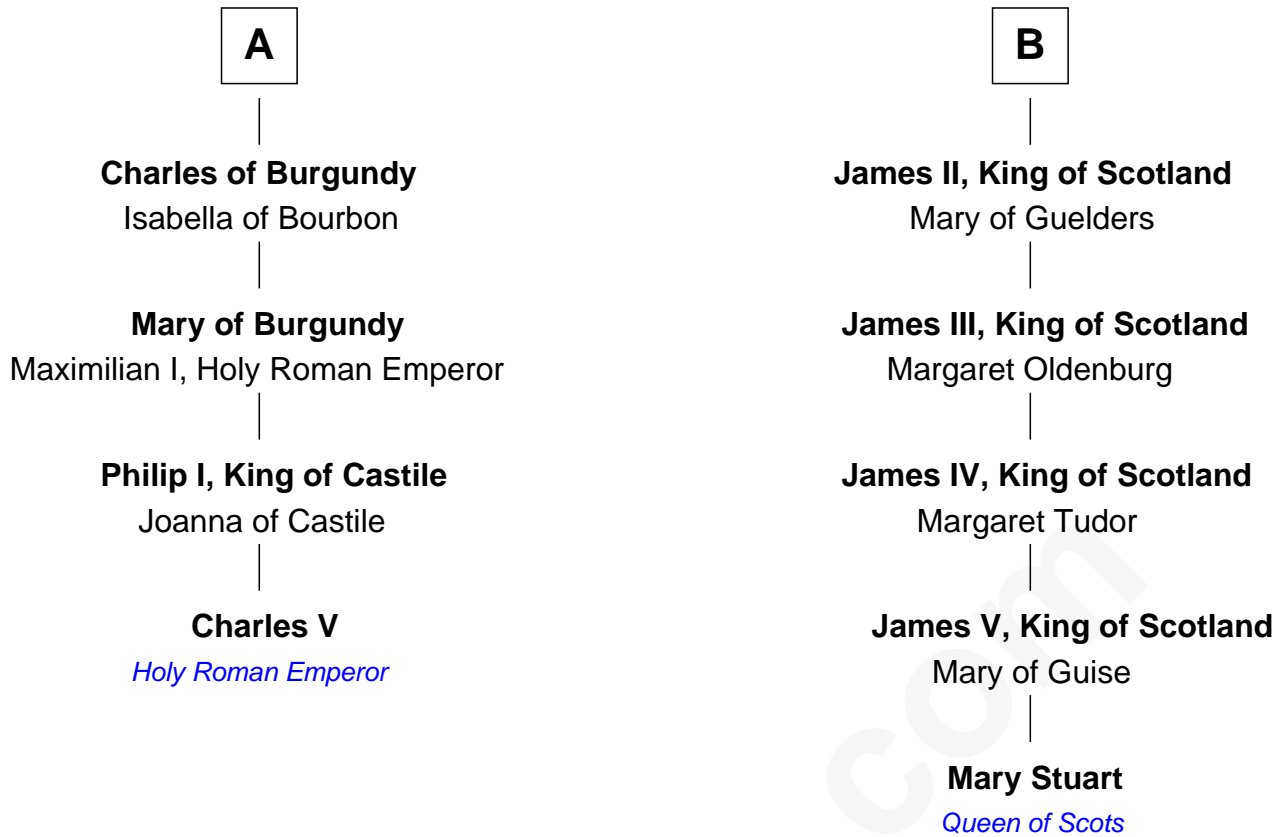 A
Charles of Burgundy
Isabella of Bourbon
Mary of Burgundy
Maximilian I, Holy Roman Emperor
Philip I, King of Castile
Joanna of Castile
Charles V
Holy Roman Emperor
B
James II, King of Scotland
Mary of Guelders
James III, King of Scotland
Margaret Oldenburg
James IV, King of Scotland
Margaret Tudor
James V, King of Scotland
Mary of Guise
Mary Stuart
Queen of Scots
com